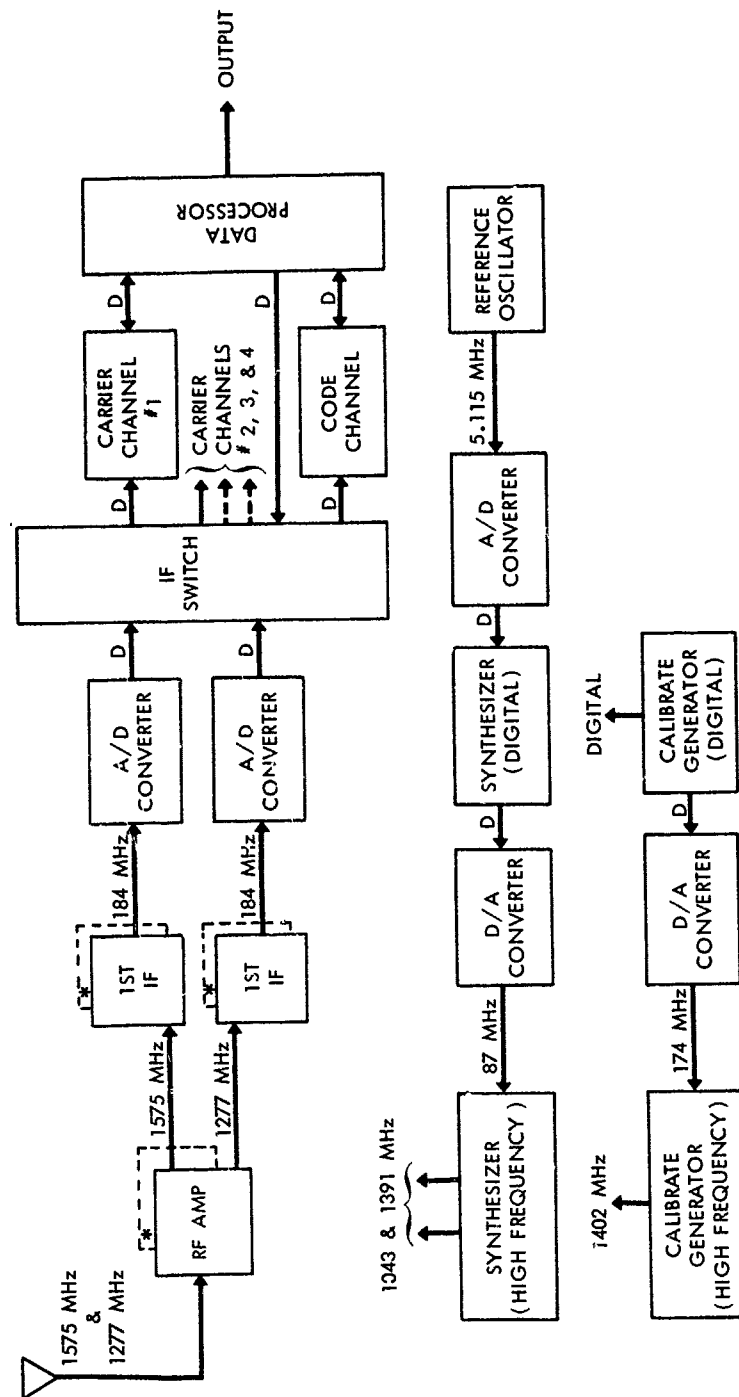 1575 MHz
&
1277 MHz
*
RF AMP
1575 MHz
1277 MHz
*
1ST
IF
*
1ST
IF
184 MHz
184 MHz
A/D
CONVERTER
A/D
CONVERTER
D
D
IF
SWITCH
D
CARRIER
CHANNEL
#1
D
CARRIER
CHANNELS
# 2, 3, & 4
D
D
CODE
CHANNEL
D
DATA
PROCESSOR
OUTPUT
1043 & 1391 MHz
SYNTHESIZER
(HIGH FREQUENCY)
87 MHz
D/A
CONVERTER
D
SYNTHESIZER
(DIGITAL)
D
A/D
CONVERTER
5.115 MHz
REFERENCE
OSCILLATOR
1402 MHz
CALIBRATE
GENERATOR
(HIGH FREQUENCY)
174 MHz
D/A
CONVERTER
D
DIGITAL
CALIBRATE
GENERATOR
(DIGITAL)